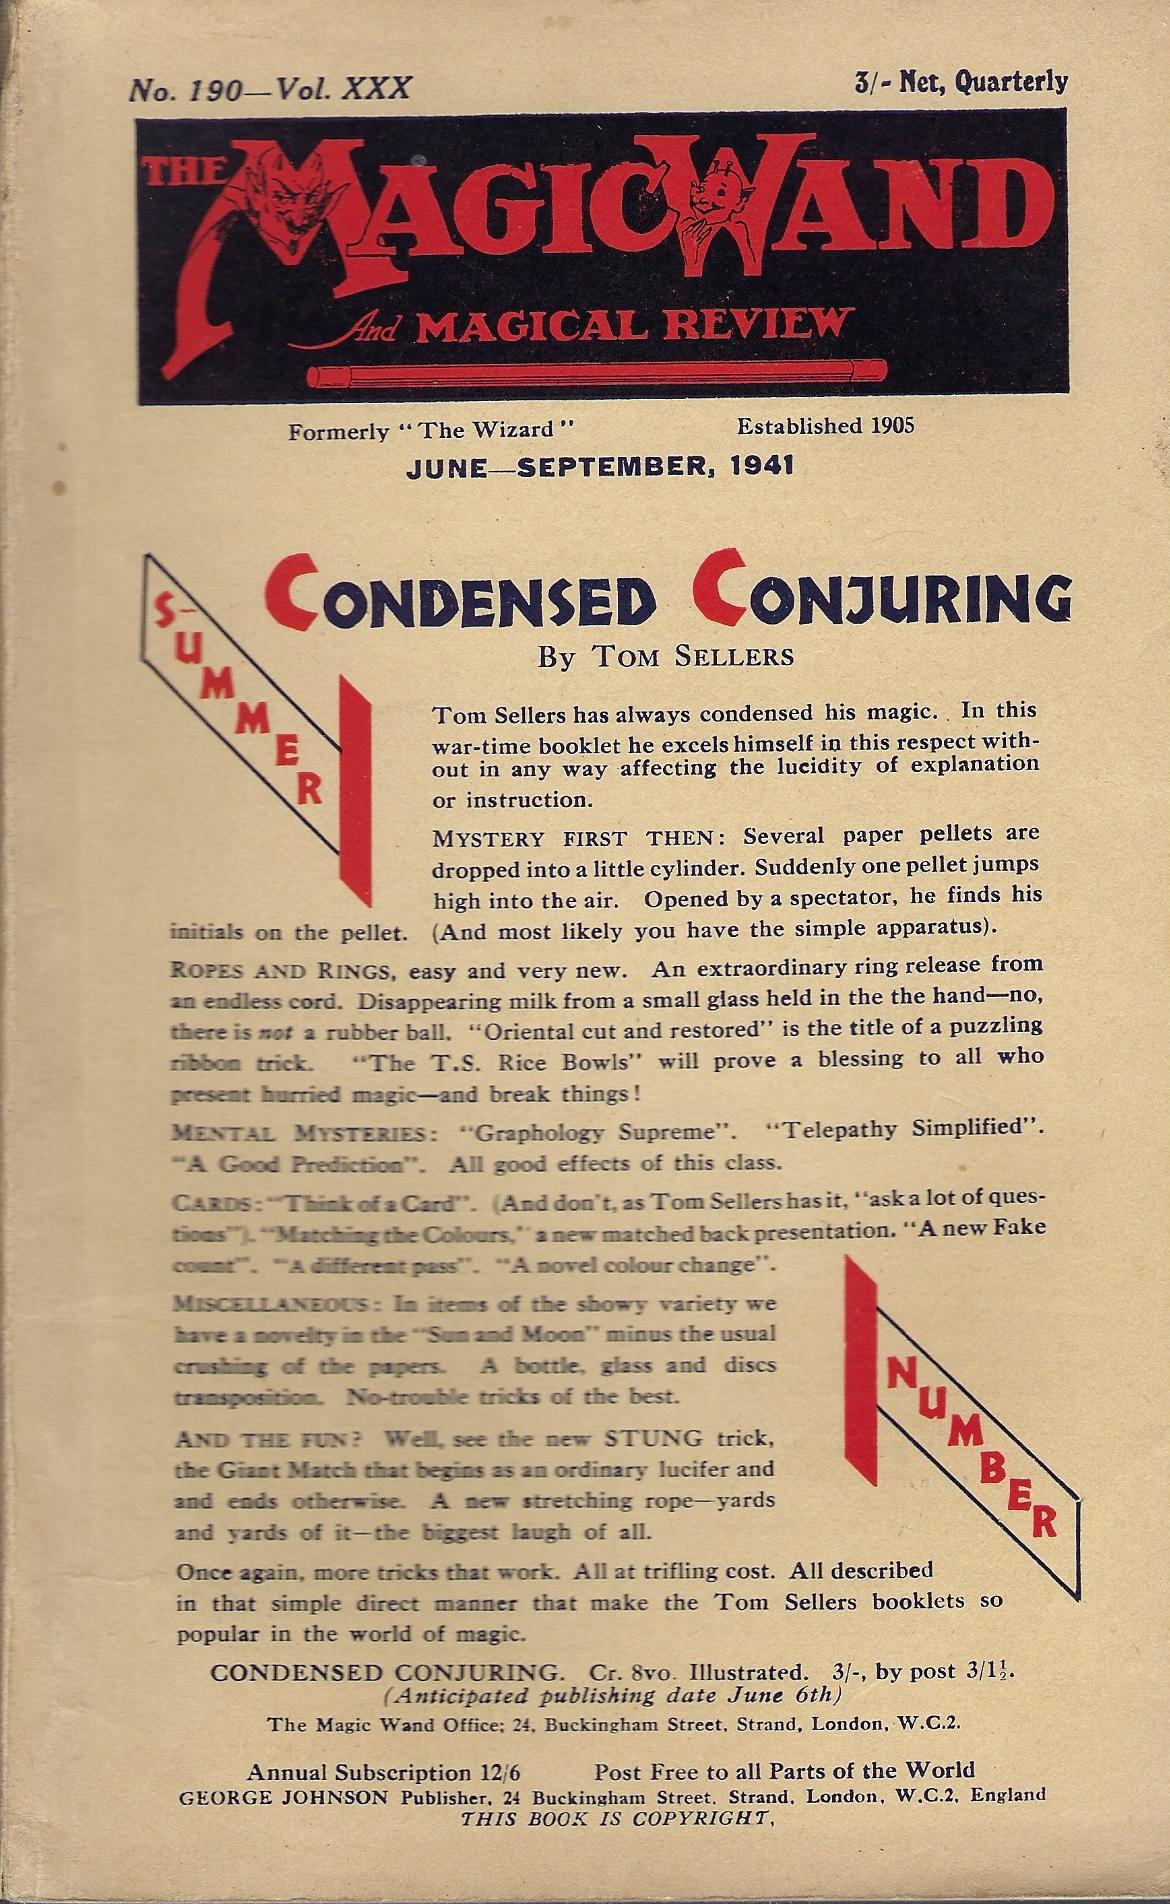 No. 190—Vol. XXX
3/- Net, Quarterly
THE MAGIC WAND
And MAGICAL REVIEW
Formerly "The Wizard"
Established 1905
JUNE—SEPTEMBER, 1941
SUMMER
CONDENSED CONJURING
By TOM SELLERS
Tom Sellers has always condensed his magic. In this
war-time booklet he excels himself in this respect with-
out in any way affecting the lucidity of explanation
or instruction.
MYSTERY FIRST THEN: Several paper pellets are
dropped into a little cylinder. Suddenly one pellet jumps
high into the air. Opened by a spectator, he finds his
initials on the pellet. (And most likely you have the simple apparatus).
ROPES AND RINGS, easy and very new. An extraordinary ring release from
an endless cord. Disappearing milk from a small glass held in the the hand—no,
there is not a rubber ball. "Oriental cut and restored" is the title of a puzzling
ribbon trick. "The T.S. Rice Bowls" will prove a blessing to all who
present hurried magic—and break things!
MENTAL MYSTERIES: "Graphology Supreme". "Telepathy Simplified".
"A Good Prediction". All good effects of this class.
CARDS: "Think of a Card". (And don't, as Tom Sellers has it, "ask a lot of ques-
tions"). "Matching the Colours,' a new matched back presentation. "A new Fake
count". "A different pass". "A novel colour change".
MISCELLANEOUS: In items of the showy variety we
have a novelty in the "Sun and Moon" minus the usual
crushing of the papers. A bottle, glass and discs
transposition. No-trouble tricks of the best.
AND THE FUN? Well, see the new STUNG trick,
the Giant Match that begins as an ordinary lucifer and
and ends otherwise. A new stretching rope—yards
and yards of it—the biggest laugh of all.
NUMBER
Once again, more tricks that work. All at trifling cost. All described
in that simple direct manner that make the Tom Sellers booklets so
popular in the world of magic.
CONDENSED CONJURING. Cr. 8vo. Illustrated. 3/-, by post 3/1½.
(Anticipated publishing date June 6th)
The Magic Wand Office; 24, Buckingham Street, Strand, London, W.C.2.
Annual Subscription 12/6
Post Free to all Parts of the World
GEORGE JOHNSON Publisher, 24 Buckingham Street, Strand, London, W.C.2, England
THIS BOOK IS COPYRIGHT,